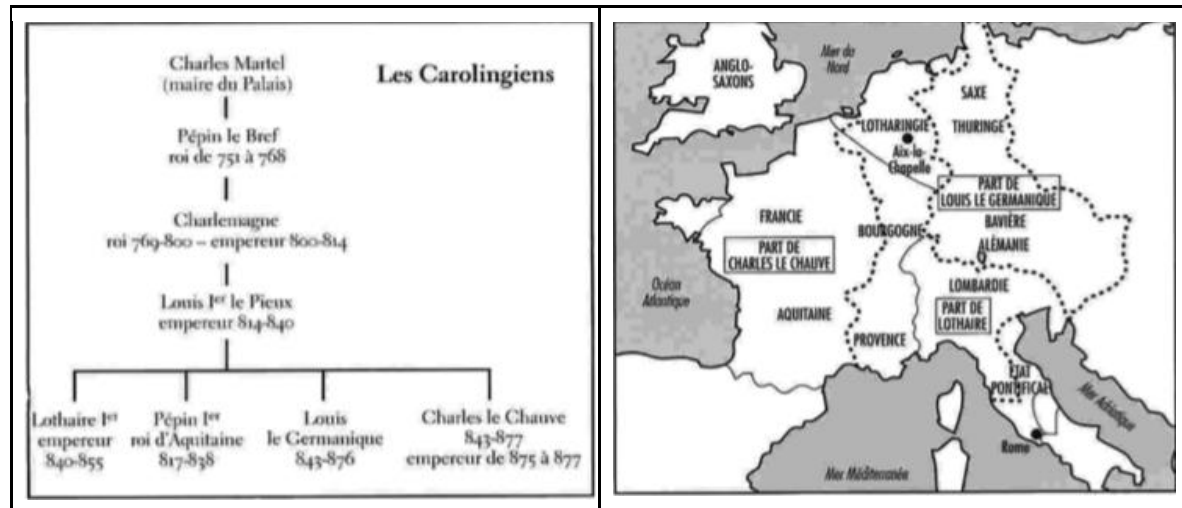 Les Carolingiens
Charles Martel
(maire du Palais)
Pépin le Bref
roi de 751 à 768
Charlemagne
roi 769-800 – empereur 800-814
Louis Iᵉʳ le Pieux
empereur 814-840
Lothaire Iᵉʳ
empereur
840-855
Pépin Iᵉʳ
roi d'Aquitaine
817-838
Louis
le Germanique
843-876
Charles le Chauve
843-877
empereur de 875 à 877
ANGLO-
SAXONS
Mer du
Nord
SAXE
THURINGE
LOTHARINGIE
Aix-la-
Chapelle
PART DE
LOUIS LE GERMANIQUE
FRANCIE
BOURGOGNE
BAVIÈRE
ALÉMANIE
PART DE
CHARLES LE CHAUVE
Océan
Atlantique
LOMBARDIE
AQUITAINE
PART DE
LOTHAIRE
PROVENCE
ÉTAT
PONTIFICAL
Mer Adriatique
Rome
Mer Méditerranée